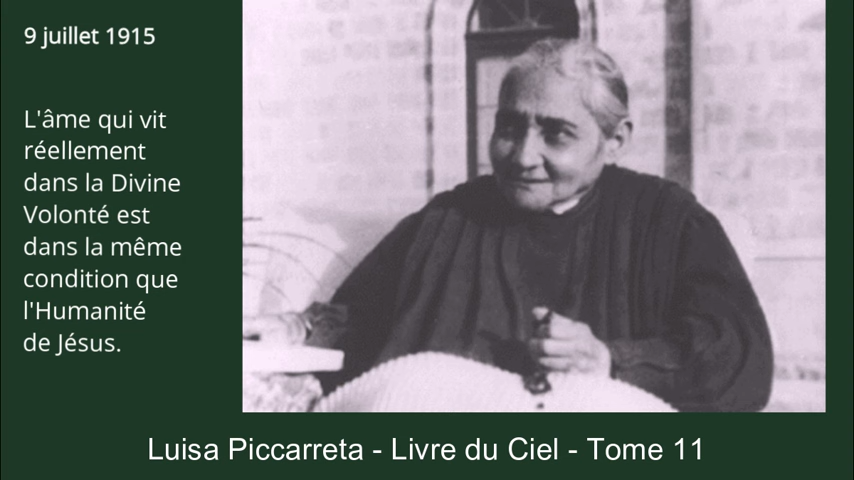 9 juillet 1915
L'âme qui vit
réellement
dans la Divine
Volonté est
dans la même
condition que
l'Humanité
de Jésus.
Luisa Piccarreta - Livre du Ciel - Tome 11